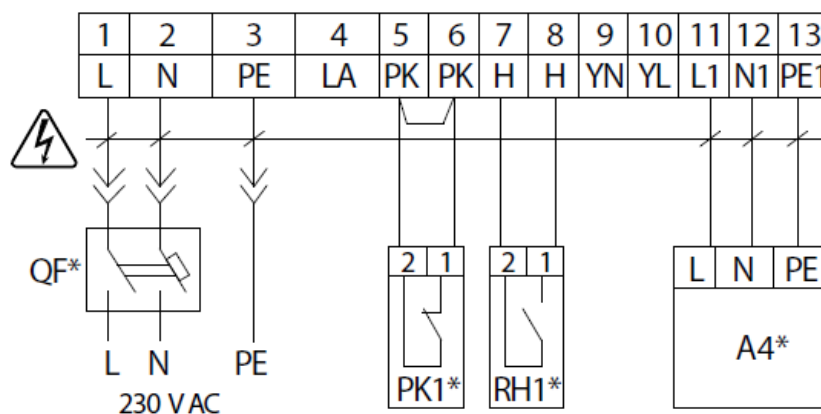 1 2 3 4 5 6 7 8 9 10 11 12 13
L N PE LA PK PK H H YN YL L1 N1 PE1
2 1 2 1 L N PE
QF*
A4*
L N PE PK1* RH1*
230 V AC